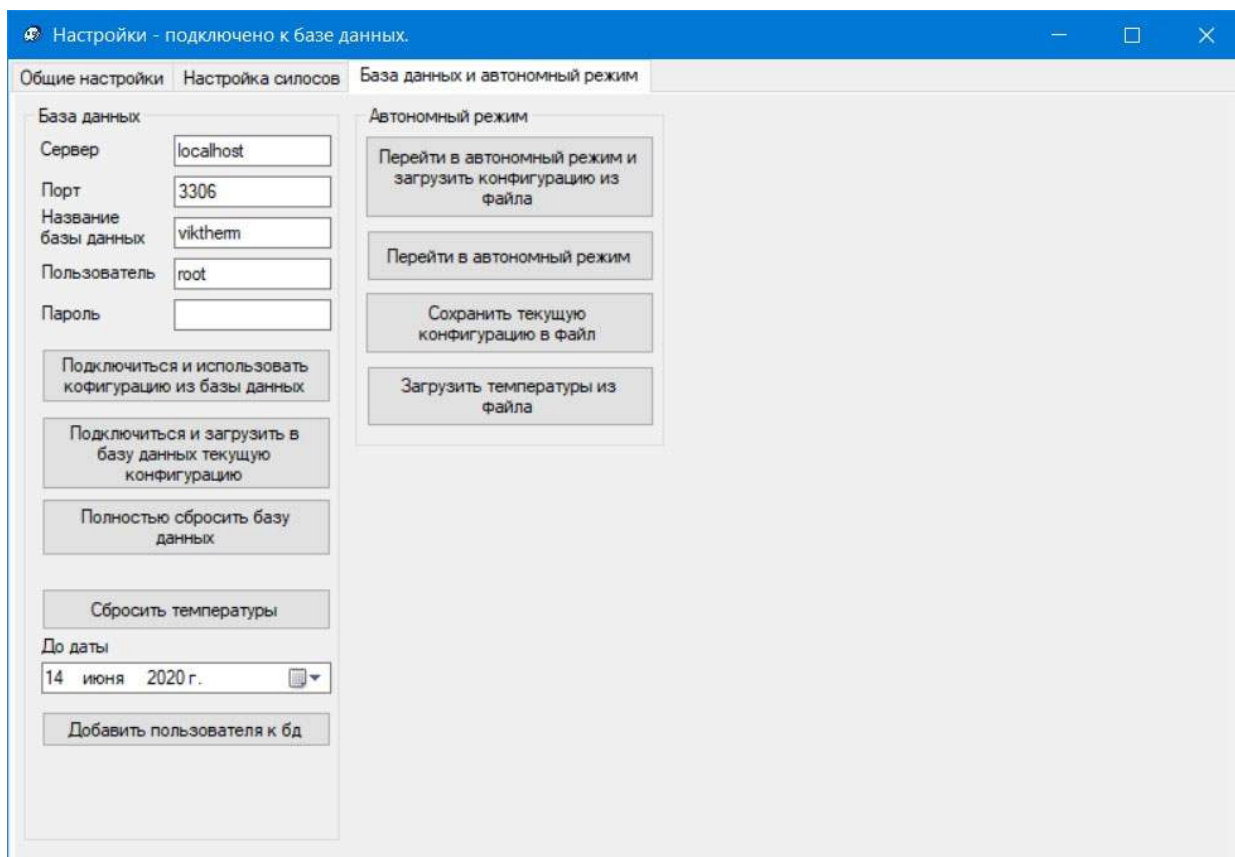 Настройки - подключено к базе данных.
Общие настройки Настройка силосов База данных и автономный режим
База данных
Сервер localhost
Порт 3306
Название
базы данных viktherm
Пользователь root
Пароль
Подключиться и использовать
кофигурацию из базы данных
Подключиться и загрузить в
базу данных текущую
конфигурацию
Полностью сбросить базу
данных
Сбросить температуры
До даты
14 июня 2020 г.
Добавить пользователя к бд
Автономный режим
Перейти в автономный режим и
загрузить конфигурацию из
файла
Перейти в автономный режим
Сохранить текущую
конфигурацию в файл
Загрузить температуры из
файла